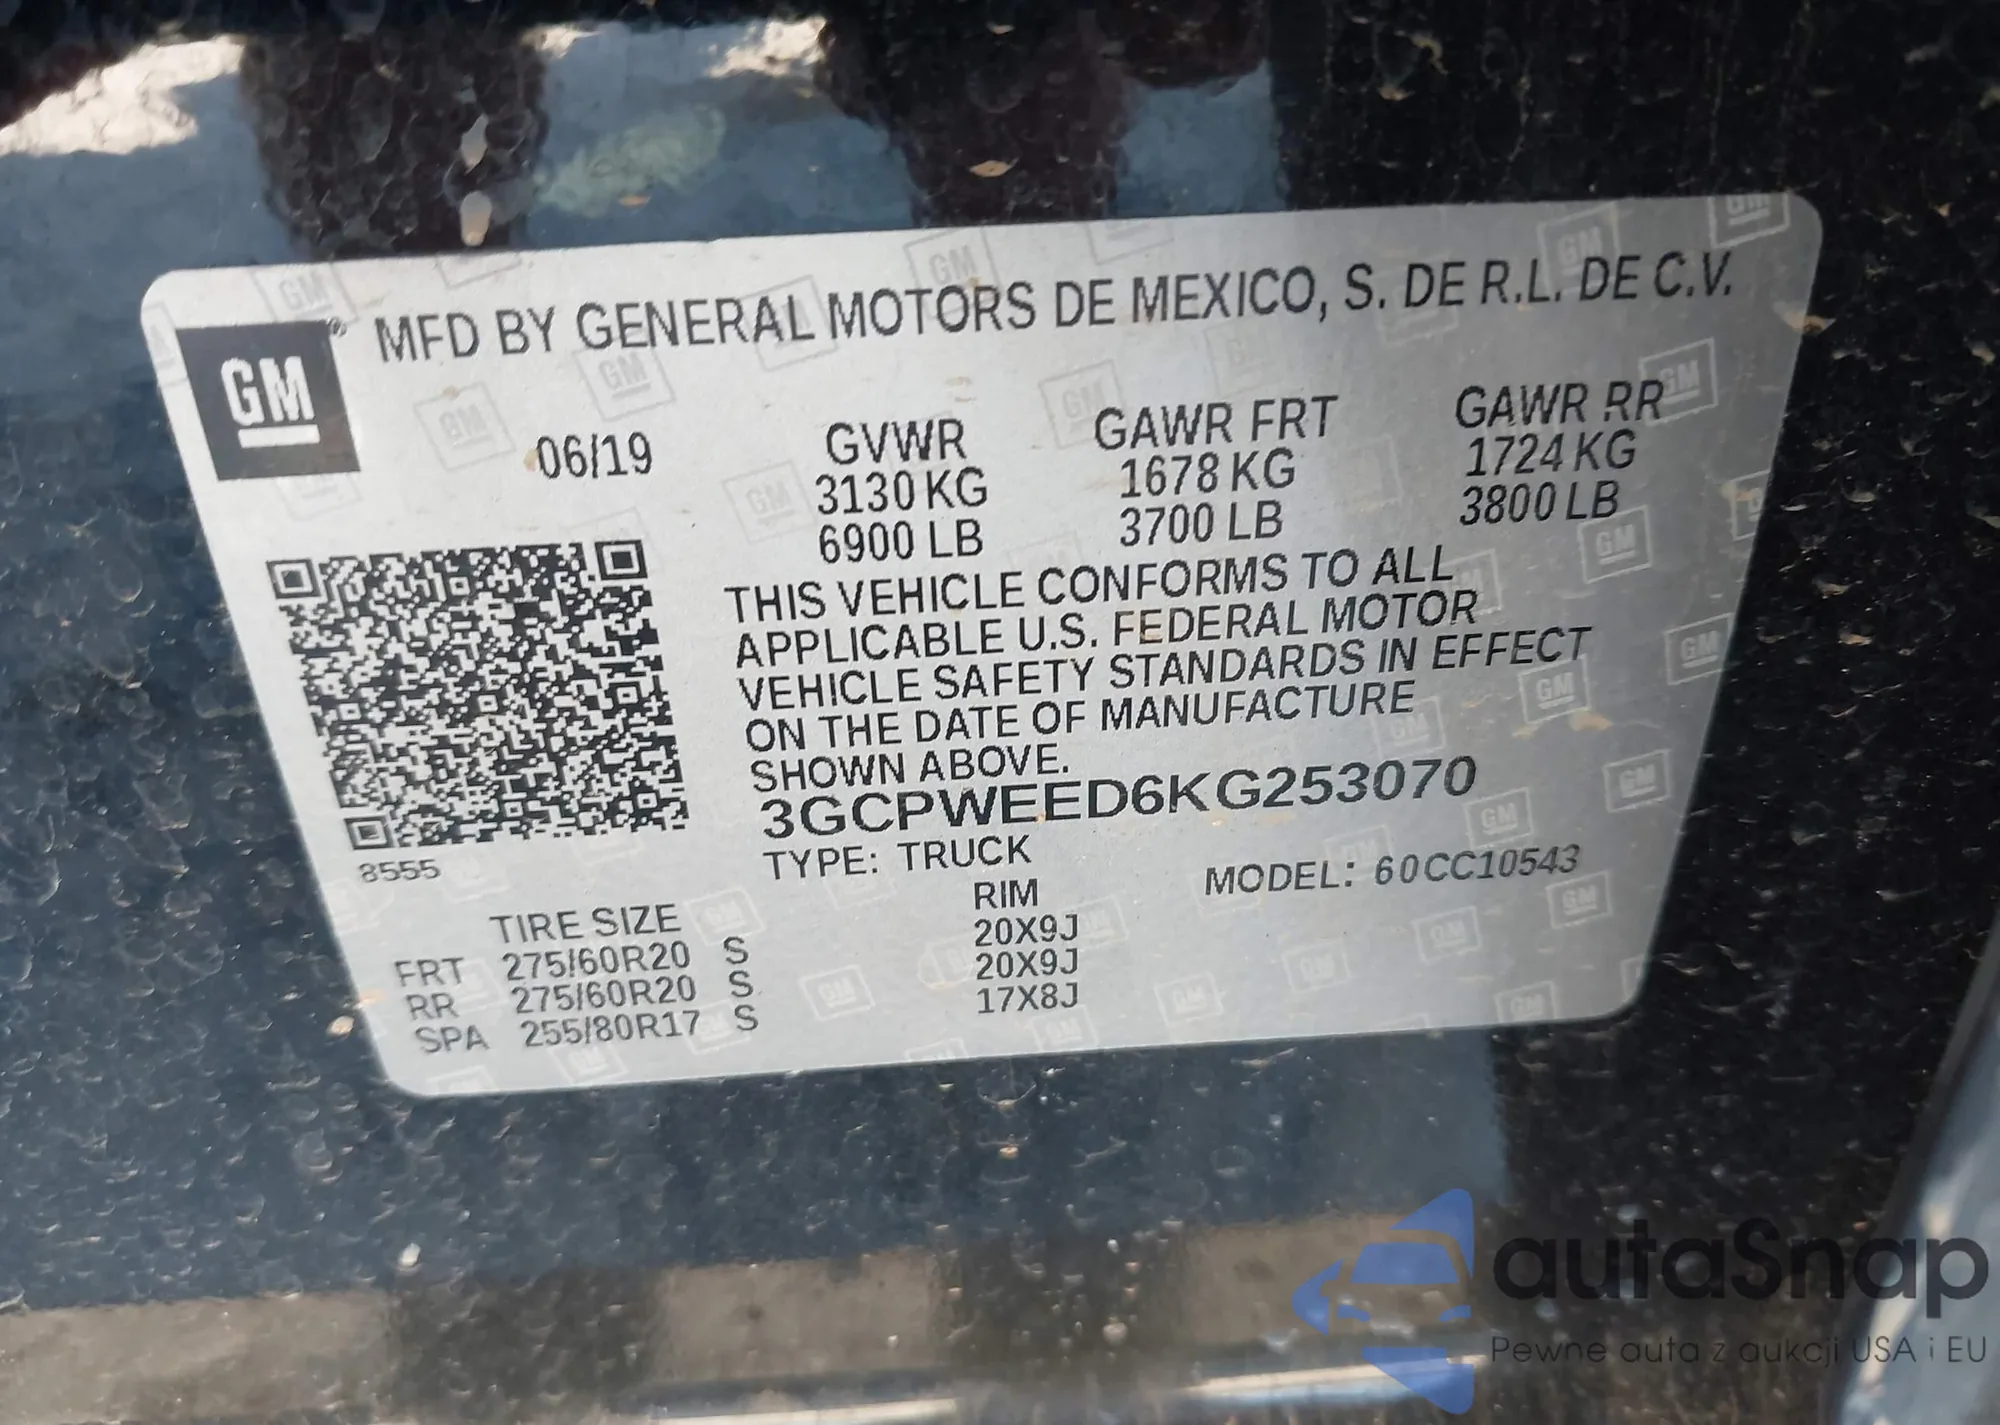 MFD BY GENERAL MOTORS DE MEXICO, S. DE R.L. DE C.V.
GM
06/19 GVWR GAWR FRT GAWR RR
3130 KG 1678 KG 1724 KG
6900 LB 3700 LB 3800 LB
THIS VEHICLE CONFORMS TO ALL
APPLICABLE U.S. FEDERAL MOTOR
VEHICLE SAFETY STANDARDS IN EFFECT
ON THE DATE OF MANUFACTURE
SHOWN ABOVE.
3GCPWEED6KG253070
8555
TYPE: TRUCK MODEL: 60CC10543
TIRE SIZE RIM
FRT 275/60R20 S 20X9J
RR 275/60R20 S 20X9J
SPA 255/80R17 S 17X8J
autaSnap
Pewne auta z aukcji USA i EU